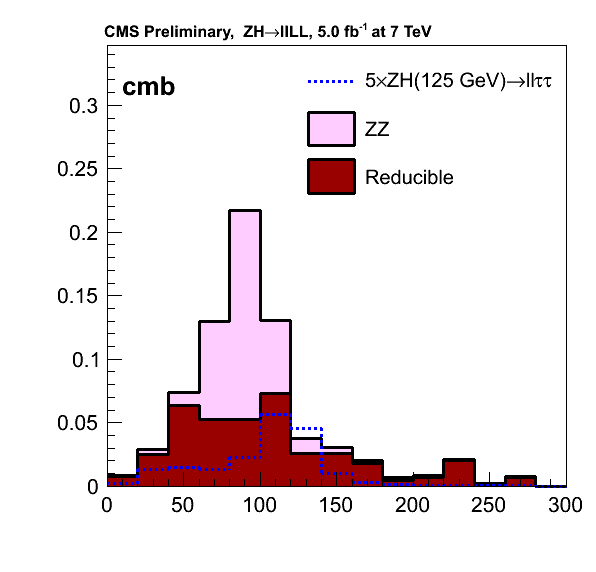 CMS Preliminary, ZH→llLL, 5.0 fb⁻¹ at 7 TeV
cmb
5×ZH(125 GeV)→llττ
ZZ
Reducible
0.3
0.25
0.2
0.15
0.1
0.05
0
0 50 100 150 200 250 300